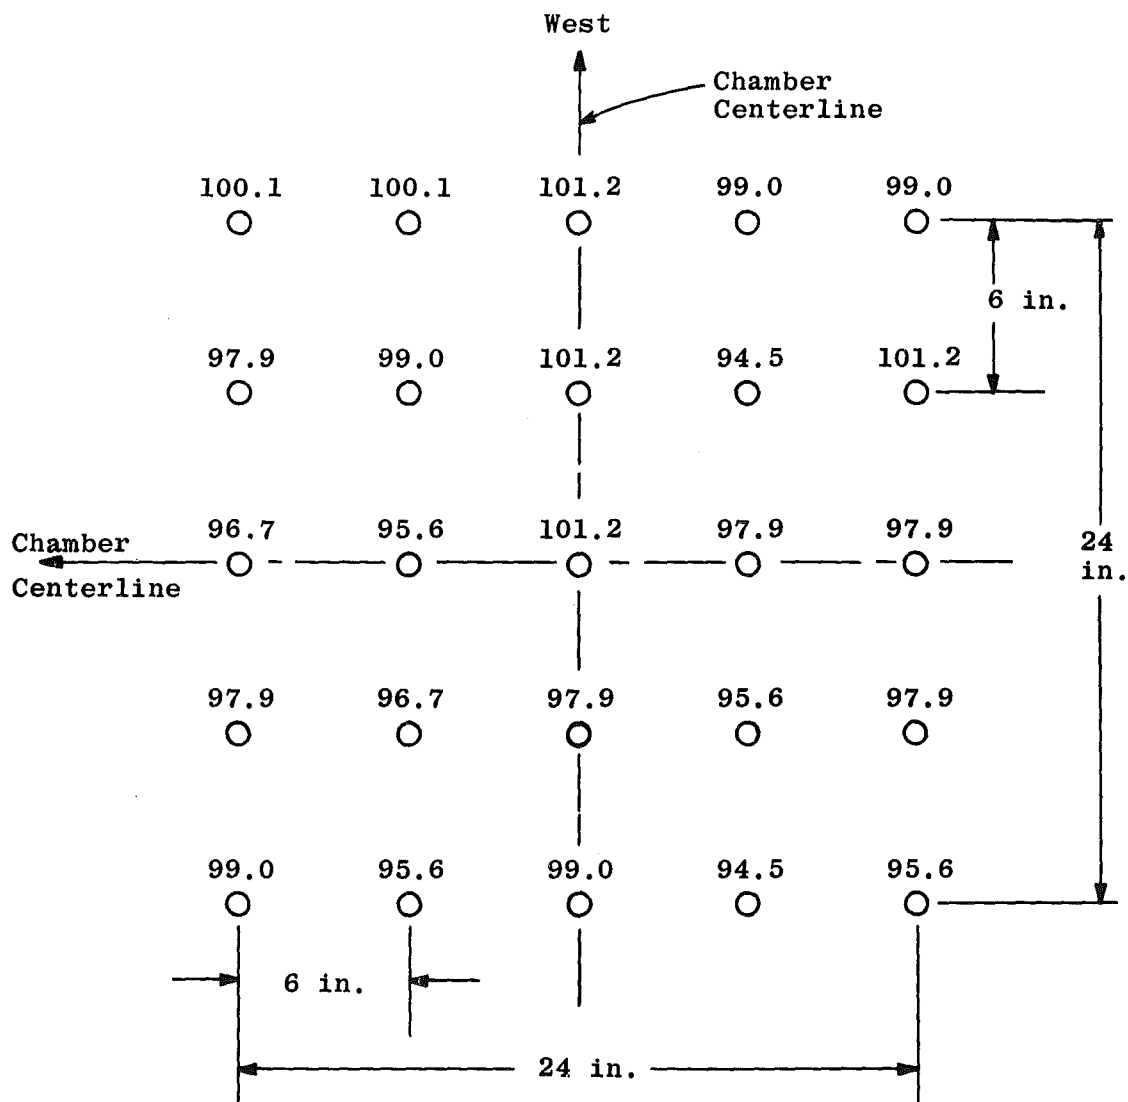 West
Chamber
Centerline
100.1 100.1 101.2 99.0 99.0
6 in.
97.9 99.0 101.2 94.5 101.2
96.7 95.6 101.2 97.9 97.9
Chamber
Centerline
24
in.
97.9 96.7 97.9 95.6 97.9
99.0 95.6 99.0 94.5 95.6
6 in.
24 in.